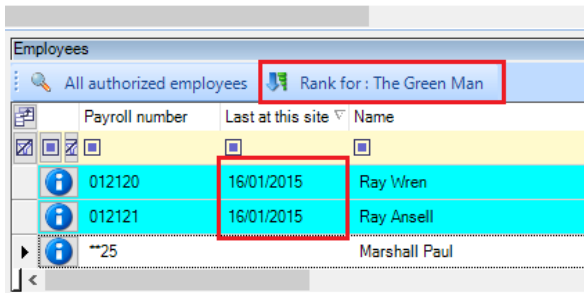 Employees
All authorized employees Rank for : The Green Man
Payroll number Last at this site Name
012120 16/01/2015 Ray Wren
012121 16/01/2015 Ray Ansell
**25 Marshall Paul